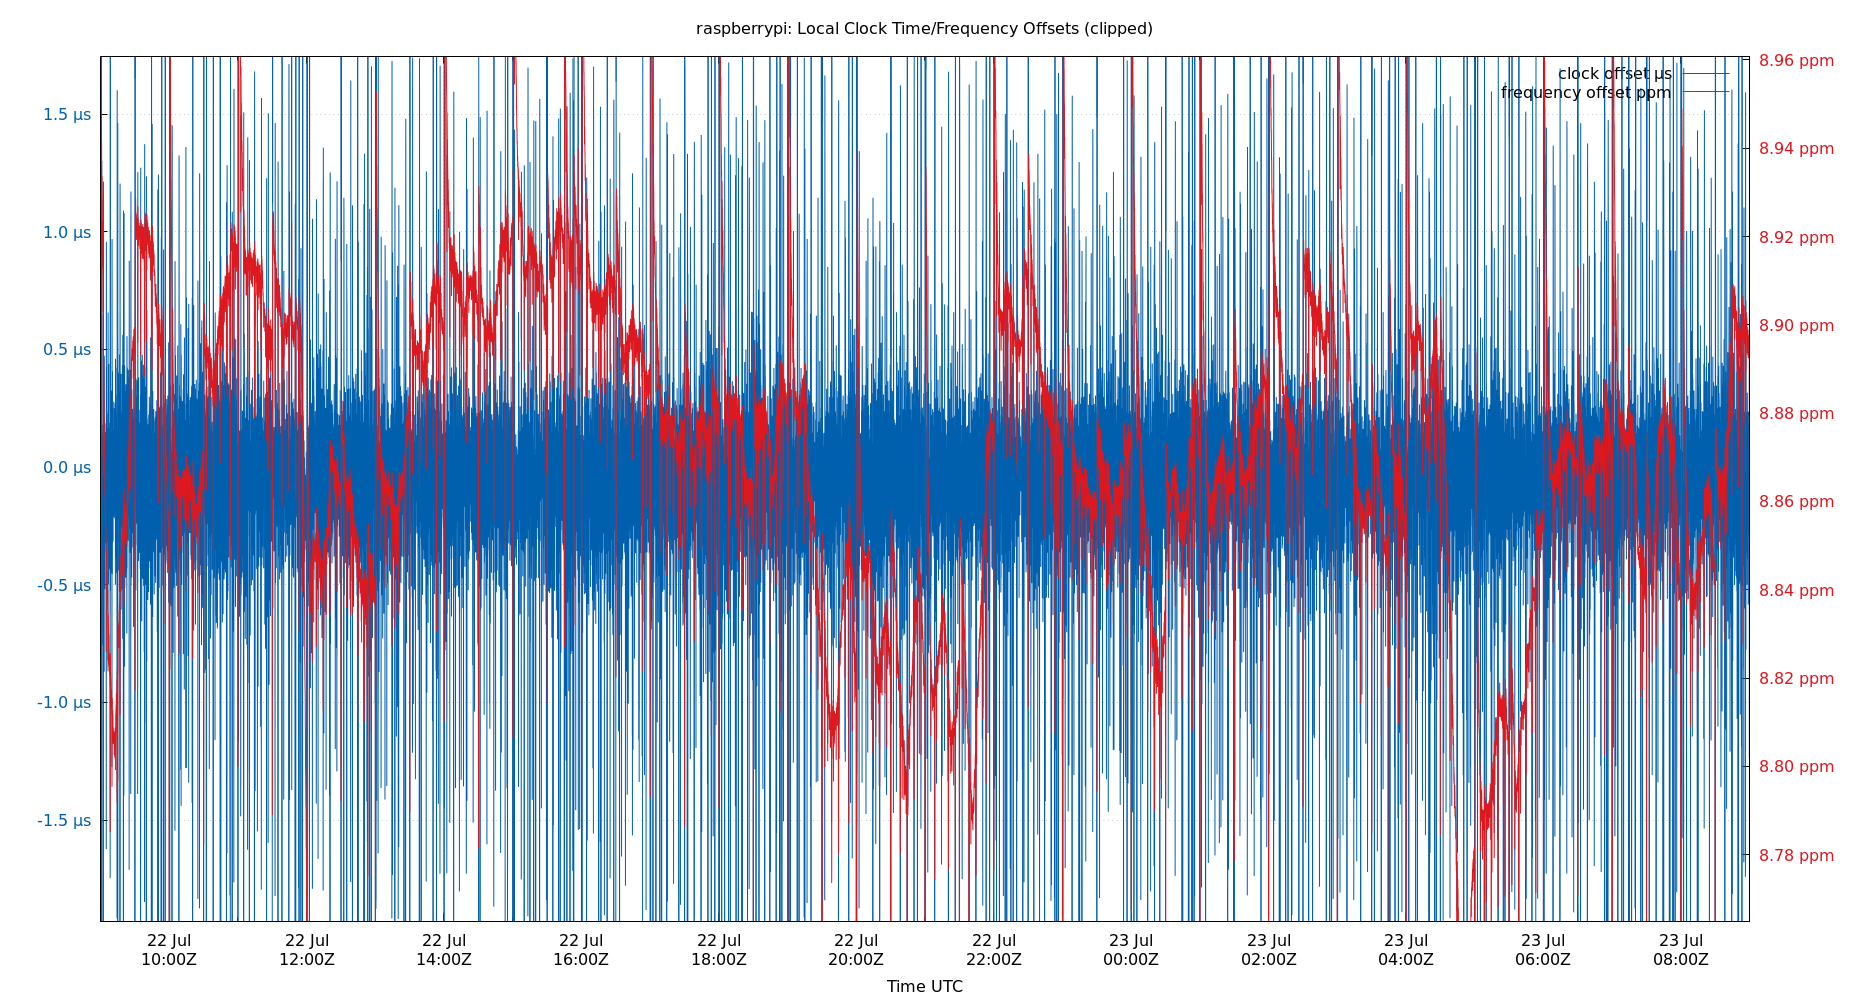 raspberrypi: Local Clock Time/Frequency Offsets (clipped)
clock offset µs
frequency offset ppm
1.5 µs
1.0 µs
0.5 µs
0.0 µs
-0.5 µs
-1.0 µs
-1.5 µs
8.96 ppm
8.94 ppm
8.92 ppm
8.90 ppm
8.88 ppm
8.86 ppm
8.84 ppm
8.82 ppm
8.80 ppm
8.78 ppm
22 Jul 22 Jul 22 Jul 22 Jul 22 Jul 22 Jul 22 Jul 23 Jul 23 Jul 23 Jul 23 Jul 23 Jul
10:00Z 12:00Z 14:00Z 16:00Z 18:00Z 20:00Z 22:00Z 00:00Z 02:00Z 04:00Z 06:00Z 08:00Z
Time UTC